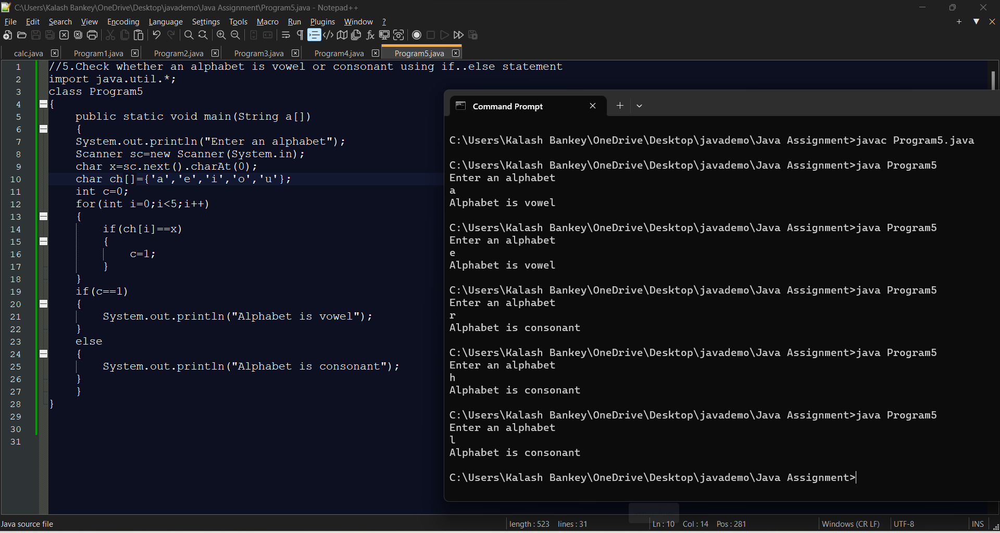 C:\Users\Kalash Bankey\OneDrive\Desktop\javademo\Java Assignment\Program5.java - Notepad++
File Edit Search View Encoding Language Settings Tools Macro Run Plugins Window ?
calc.java Program1.java Program2.java Program3.java Program4.java Program5.java
1 //5.Check whether an alphabet is vowel or consonant using if..else statement
2 import java.util.*;
3 class Program5
4 {
5 public static void main(String a[])
6 {
7 System.out.println("Enter an alphabet");
8 Scanner sc=new Scanner(System.in);
9 char x=sc.next().charAt(0);
10 char ch[]={'a','e','i','o','u'};
11 int c=0;
12 for(int i=0;i<5;i++)
13 {
14 if(ch[i]==x)
15 {
16 c=1;
17 }
18 }
19 if(c==1)
20 {
21 System.out.println("Alphabet is vowel");
22 }
23 else
24 {
25 System.out.println("Alphabet is consonant");
26 }
27 }
28 }
29
30
31
Command Prompt
C:\Users\Kalash Bankey\OneDrive\Desktop\javademo\Java Assignment>javac Program5.java
C:\Users\Kalash Bankey\OneDrive\Desktop\javademo\Java Assignment>java Program5
Enter an alphabet
a
Alphabet is vowel
C:\Users\Kalash Bankey\OneDrive\Desktop\javademo\Java Assignment>java Program5
Enter an alphabet
e
Alphabet is vowel
C:\Users\Kalash Bankey\OneDrive\Desktop\javademo\Java Assignment>java Program5
Enter an alphabet
r
Alphabet is consonant
C:\Users\Kalash Bankey\OneDrive\Desktop\javademo\Java Assignment>java Program5
Enter an alphabet
h
Alphabet is consonant
C:\Users\Kalash Bankey\OneDrive\Desktop\javademo\Java Assignment>java Program5
Enter an alphabet
l
Alphabet is consonant
C:\Users\Kalash Bankey\OneDrive\Desktop\javademo\Java Assignment>
Java source file length : 523 lines : 31 Ln : 10 Col : 14 Pos : 281 Windows (CR LF) UTF-8 INS